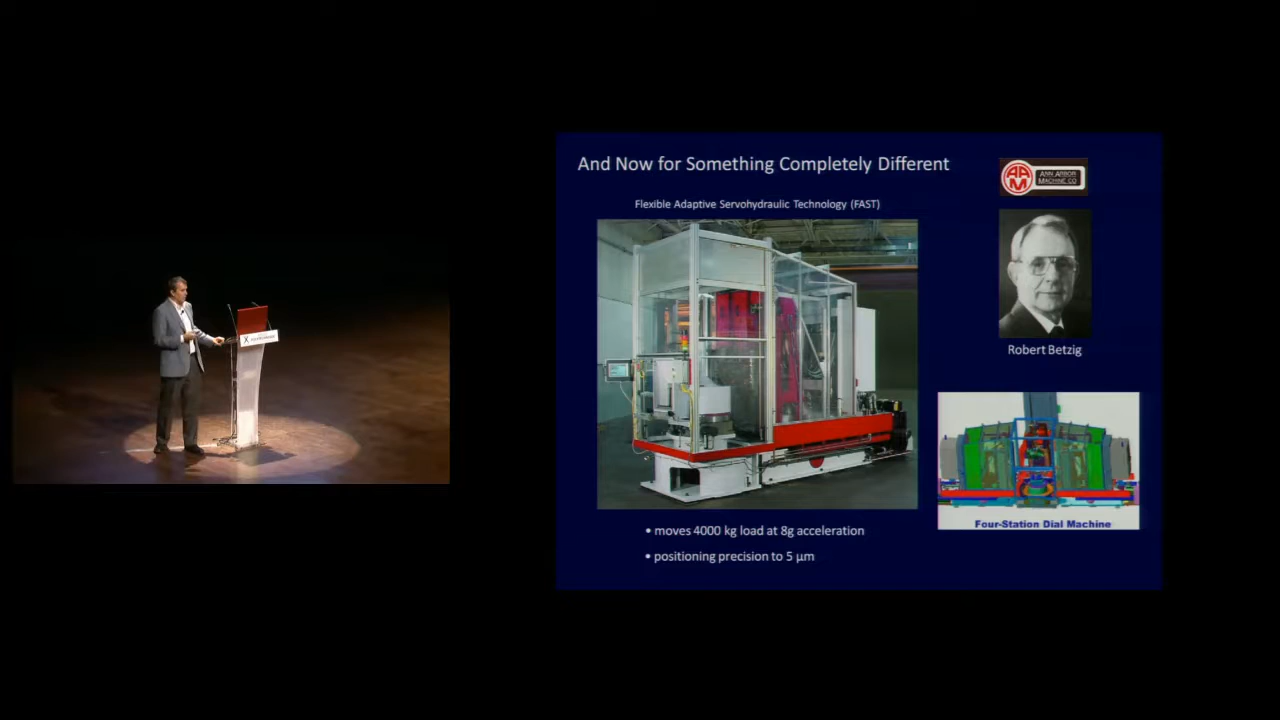 And Now for Something Completely Different
ANN ARBOR
MACHINE CO
Flexible Adaptive Servohydraulic Technology (FAST)
Robert Betzig
Four-Station Dial Machine
• moves 4000 kg load at 8g acceleration
• positioning precision to 5 µm